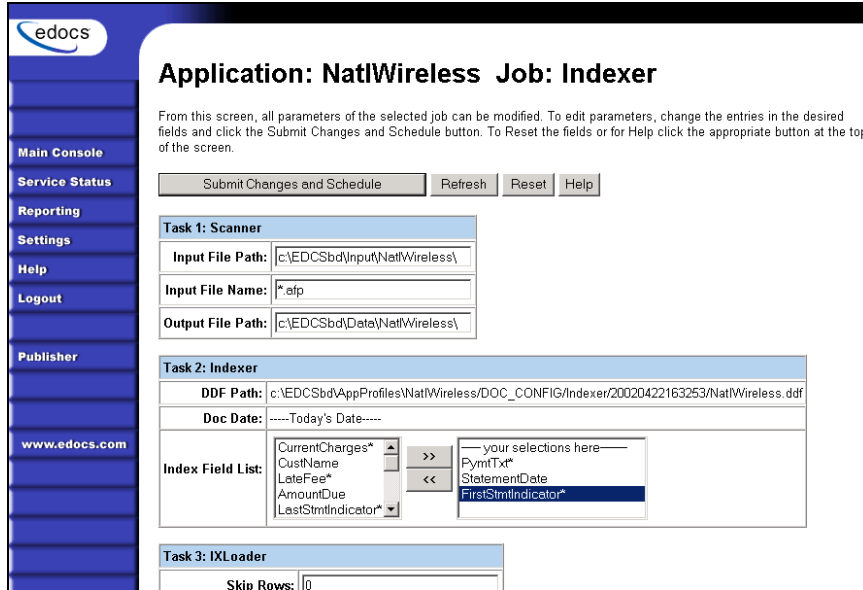 edocs
Application: NatlWireless Job: Indexer
From this screen, all parameters of the selected job can be modified. To edit parameters, change the entries in the desired
fields and click the Submit Changes and Schedule button. To Reset the fields or for Help click the appropriate button at the top
of the screen.
Main Console
Service Status
Reporting
Settings
Help
Logout
Publisher
www.edocs.com
Submit Changes and Schedule Refresh Reset Help
Task 1: Scanner
Input File Path: c:\EDCSbd\Input\NatlWireless\
Input File Name: *.afp
Output File Path: c:\EDCSbd\Data\NatlWireless\
Task 2: Indexer
DDF Path: c:\EDCSbd\AppProfiles\NatlWireless/DOC_CONFIG/Indexer/20020422163253/NatlWireless.ddf
Doc Date: -----Today's Date-----
Index Field List:
CurrentCharges*
CustName
LateFee*
AmountDue
LastStmtIndicator*
>>
<<
---- your selections here-----
PymtTxt*
StatementDate
FirstStmtIndicator*
Task 3: IXLoader
Skip Rows: 0